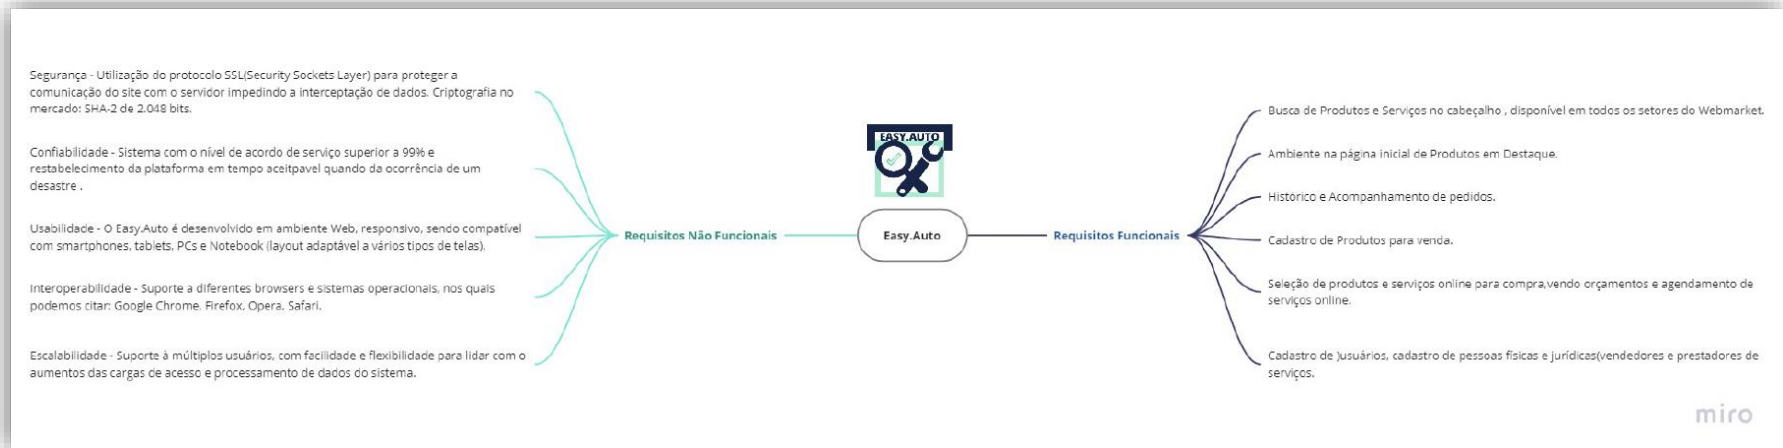 Segurança - Utilização do protocolo SSL(Security Sockets Layer) para proteger a
comunicação do site com o servidor impedindo a interceptação de dados. Criptografia no
mercado: SHA-2 de 2.048 bits.
Confiabilidade - Sistema com o nível de acordo de serviço superior a 99% e
restabelecimento da plataforma em tempo aceitpavel quando da ocorrência de um
desastre .
Usabilidade - O Easy.Auto é desenvolvido em ambiente Web, responsivo, sendo compatível
com smartphones, tablets, PCs e Notebook (layout adaptável a vários tipos de telas).
Interoperabilidade - Suporte a diferentes browsers e sistemas operacionais, nos quais
podemos citar: Google Chrome, Firefox, Opera, Safari.
Escalabilidade - Suporte à múltiplos usuários, com facilidade e flexibilidade para lidar com o
aumentos das cargas de acesso e processamento de dados do sistema.
Requisitos Não Funcionais
EASY.AUTO
Easy.Auto
Requisitos Funcionais
Busca de Produtos e Serviços no cabeçalho , disponível em todos os setores do Webmarket.
Ambiente na página inicial de Produtos em Destaque.
Histórico e Acompanhamento de pedidos.
Cadastro de Produtos para venda.
Seleção de produtos e serviços online para compra,vendo orçamentos e agendamento de
serviços online.
Cadastro de )usuários, cadastro de pessoas físicas e jurídicas(vendedores e prestadores de
serviços.
miro